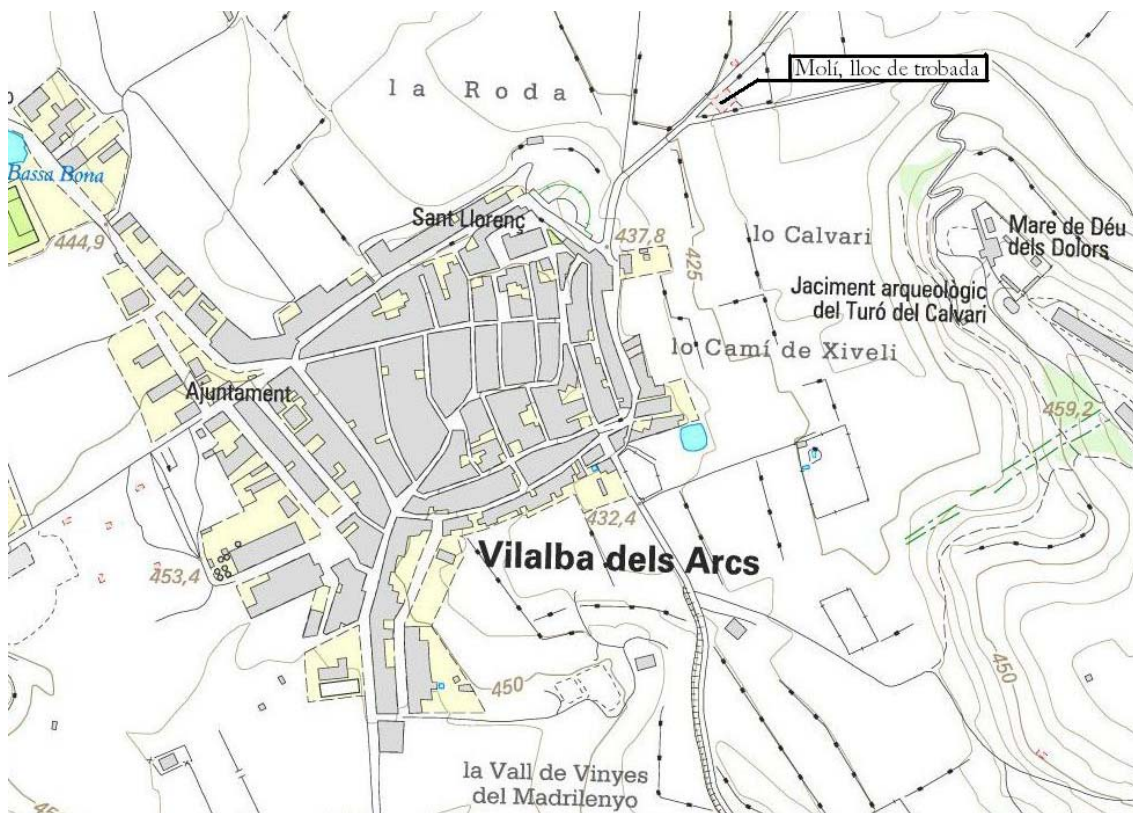 Molí, lloc de trobada
la Roda
Bassa Bona
Sant Llorenç
444,9
437,8
lo Calvari
425
Mare de Déu
dels Dolors
Jaciment arqueològic
del Turó del Calvari
lo Camí de Xiveli
Ajuntament
459,2
432,4
Vilalba dels Arcs
453,4
450
450
la Vall de Vinyes
del Madrilenyo